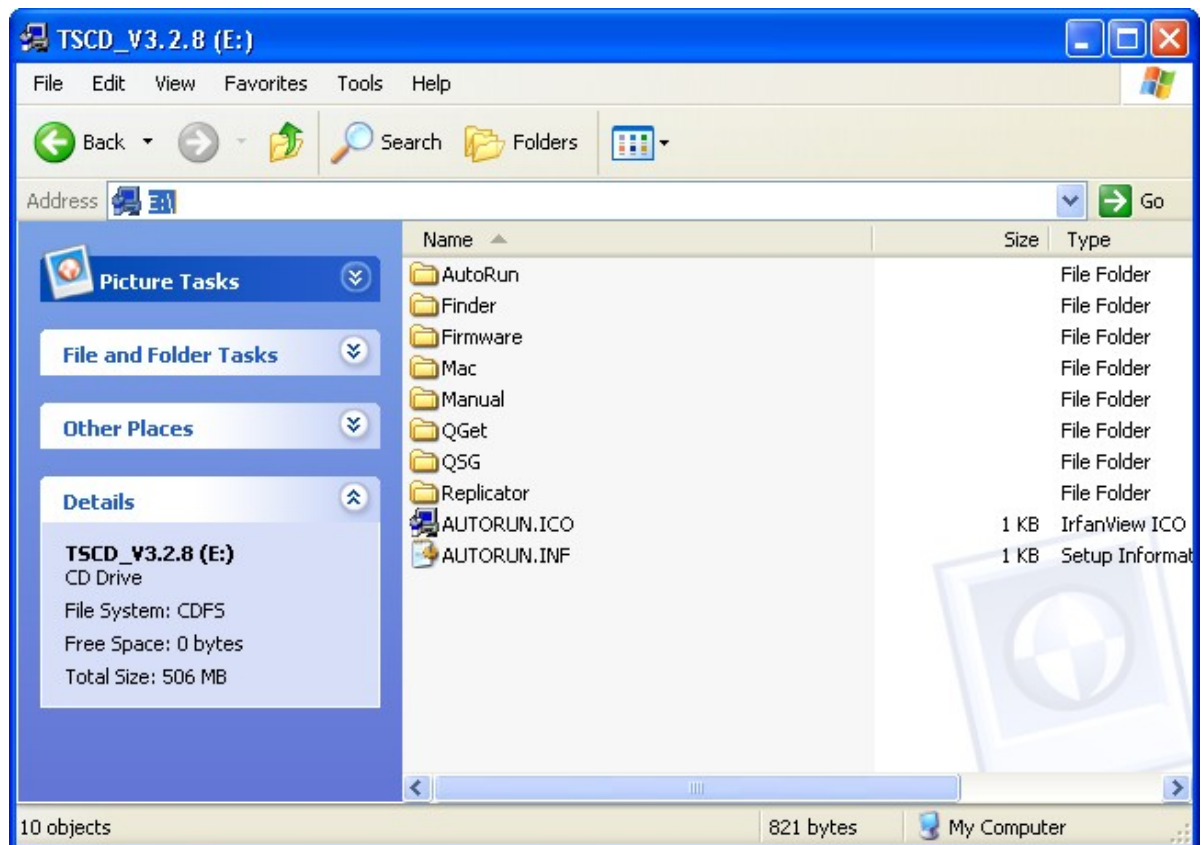 TSCD_V3.2.8 (E:)
File Edit View Favorites Tools Help
Back Search Folders
Address E:\ Go
Name Size Type
Picture Tasks
File and Folder Tasks
Other Places
Details
TSCD_V3.2.8 (E:)
CD Drive
File System: CDFS
Free Space: 0 bytes
Total Size: 506 MB
AutoRun File Folder
Finder File Folder
Firmware File Folder
Mac File Folder
Manual File Folder
QGet File Folder
QSG File Folder
Replicator File Folder
AUTORUN.ICO 1 KB IrfanView ICO
AUTORUN.INF 1 KB Setup Informat
10 objects 821 bytes My Computer